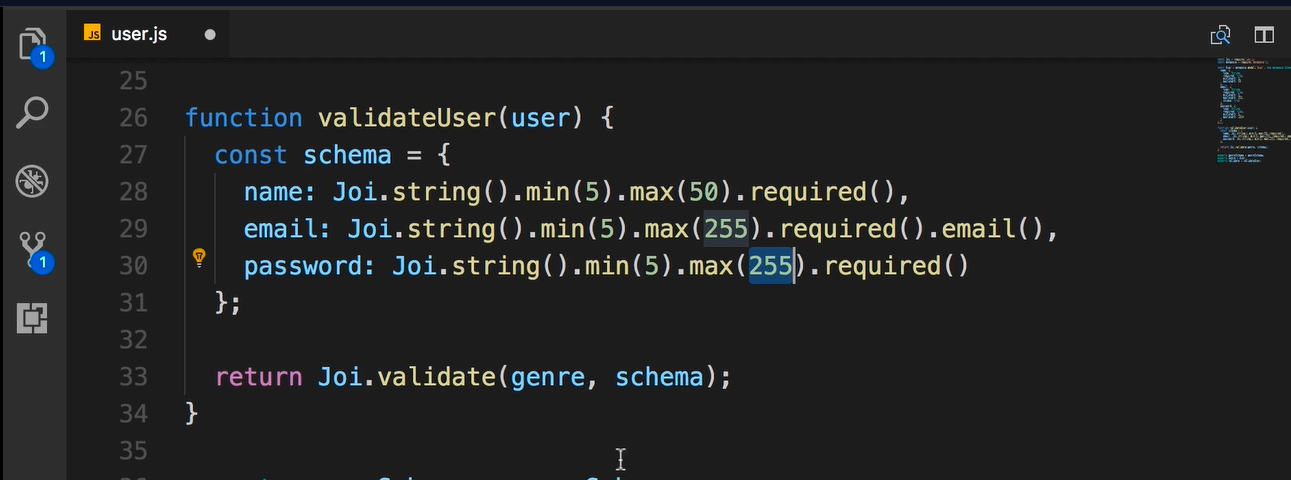 JS user.js
1
25
26 function validateUser(user) {
27 const schema = {
28 name: Joi.string().min(5).max(50).required(),
29 email: Joi.string().min(5).max(255).required().email(),
30 password: Joi.string().min(5).max(255).required()
31 };
32
1
33 return Joi.validate(genre, schema);
34 }
35